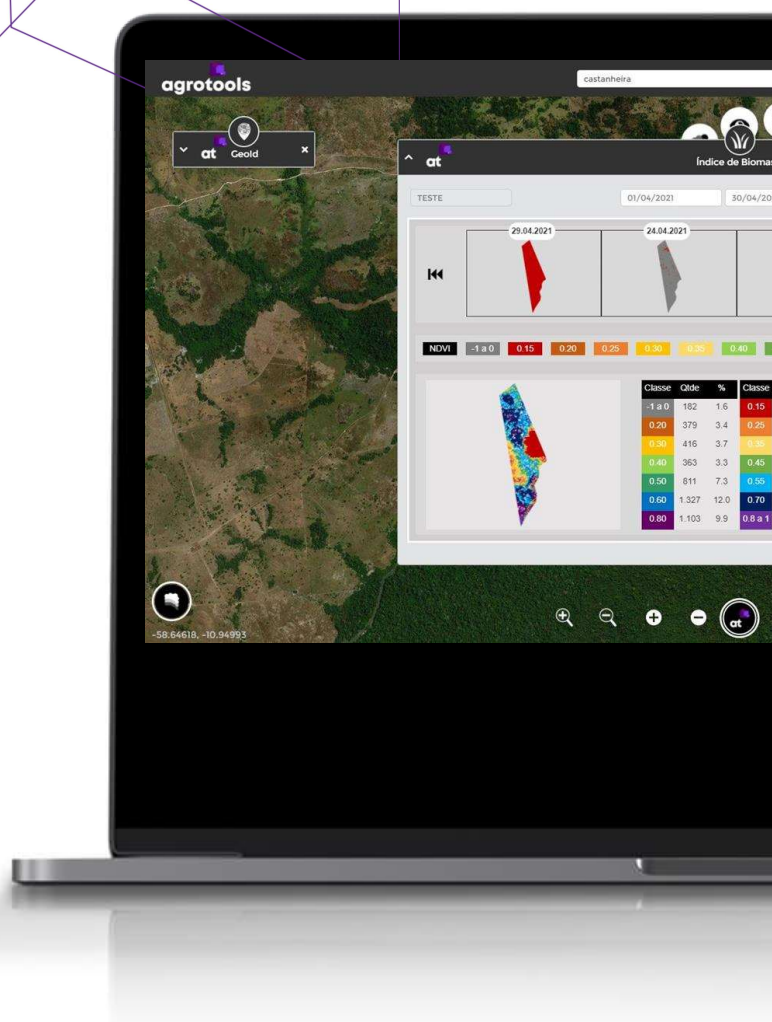 agrotools
castanheira
at GeoId
at
Índice de Biomas
TESTE
01/04/2021
30/04/20
29.04.2021
24.04.2021
NDVI -1 a 0 0.15 0.20 0.25 0.30 0.35 0.40
Classe Qtde % Classe
-1 a 0 182 1.6 0.15
0.20 379 3.4 0.25
0.30 416 3.7 0.35
0.40 363 3.3 0.45
0.50 811 7.3 0.55
0.60 1.327 12.0 0.70
0.80 1.103 9.9 0.8 a 1
at
-58.64618, -10.94993